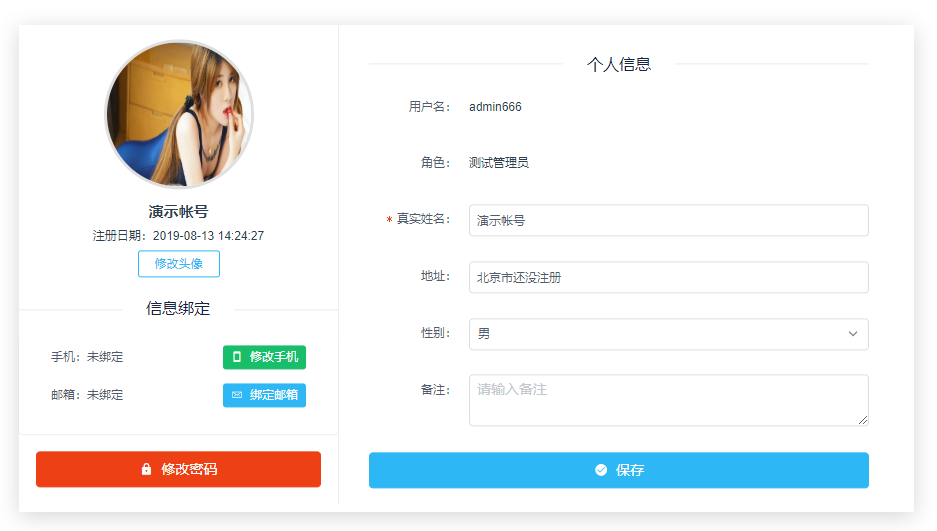 演示帐号
注册日期：2019-08-13 14:24:27
修改头像
信息绑定
手机：未绑定
修改手机
邮箱：未绑定
绑定邮箱
修改密码
个人信息
用户名： admin666
角色： 测试管理员
* 真实姓名： 演示帐号
地址： 北京市还没注册
性别： 男
备注： 请输入备注
保存